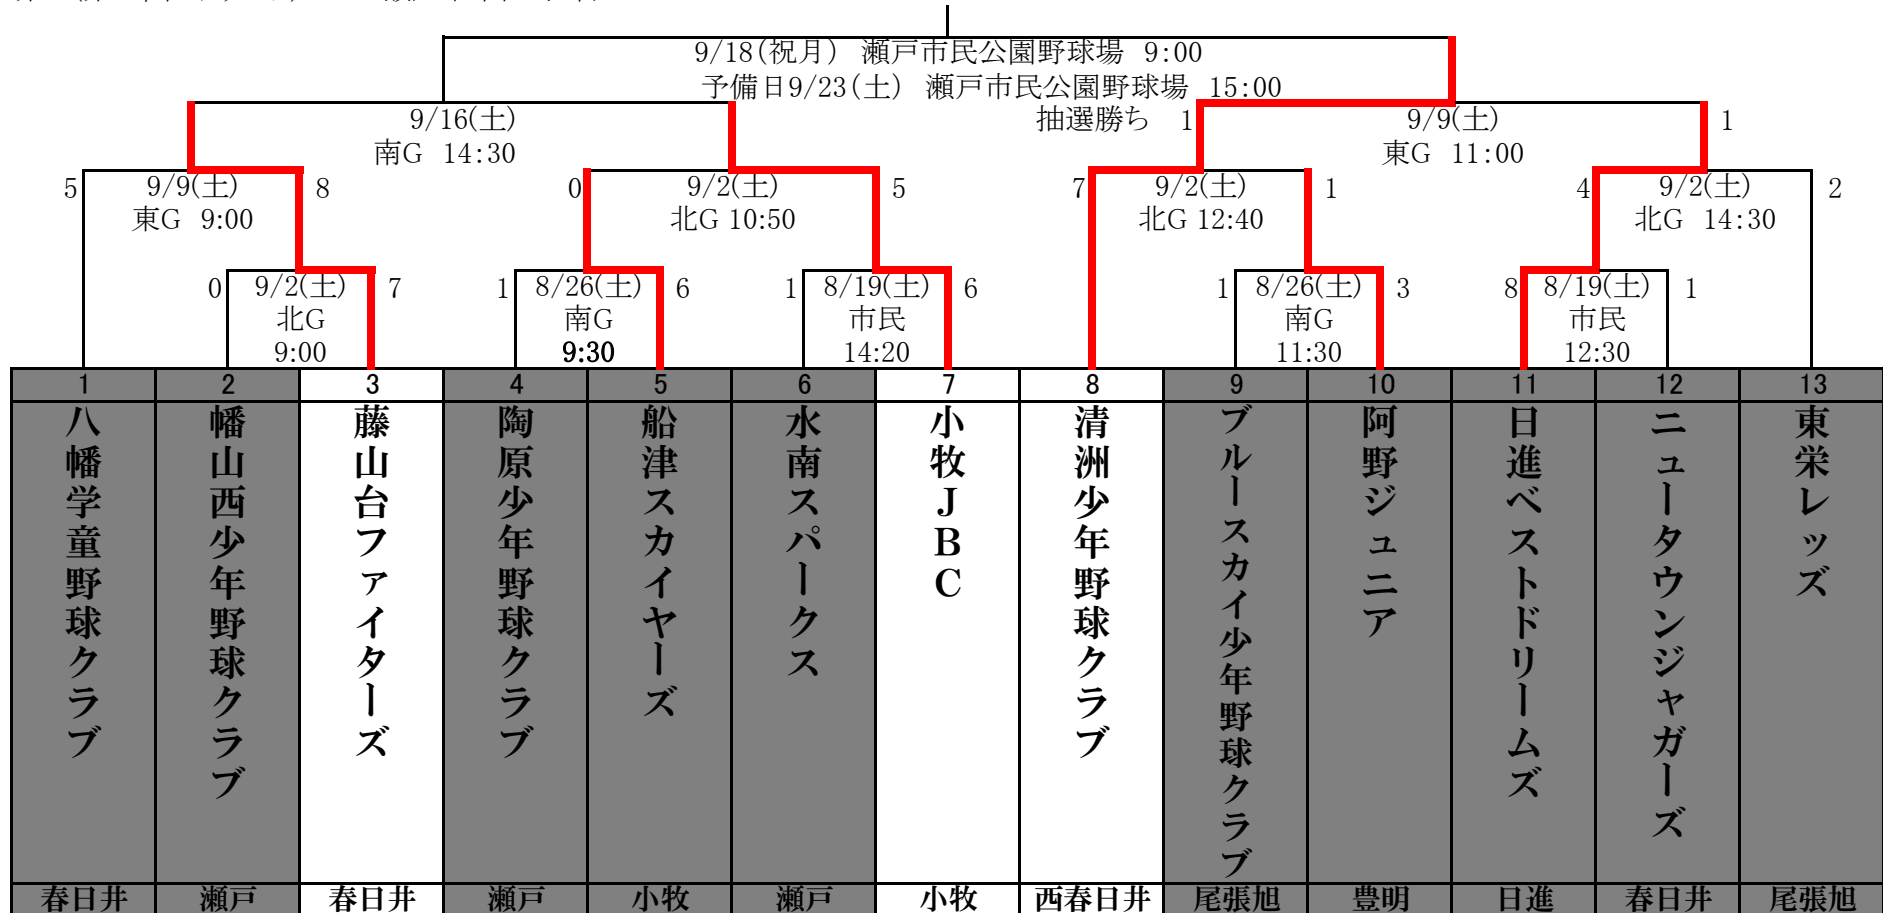 9/18(祝月) 瀬戸市民公園野球場 9:00
予備日9/23(土) 瀬戸市民公園野球場 15:00
9/16(土)
南G 14:30
抽選勝ち 1
9/9(土)
東G 11:00
1
5
9/9(土)
東G 9:00
8
0
9/2(土)
北G 10:50
5
7
9/2(土)
北G 12:40
1
4
9/2(土)
北G 14:30
2
0
9/2(土)
北G
9:00
7
1
8/26(土)
南G
9:30
6
1
8/19(土)
市民
14:20
6
1
8/26(土)
南G
11:30
3
8
8/19(土)
市民
12:30
1
1 2 3 4 5 6 7 8 9 10 11 12 13
八幡学童野球クラブ
幡山西少年野球クラブ
藤山台ファイターズ
陶原少年野球クラブ
船津スカイヤーズ
水南スパークス
小牧JBC
清洲少年野球クラブ
ブルースカイ少年野球クラブ
阿野ジュニア
日進ベストドリームズ
ニュータウンジャガーズ
東栄レッズ
春日井 瀬戸 春日井 瀬戸 小牧 瀬戸 小牧 西春日井 尾張旭 豊明 日進 春日井 尾張旭